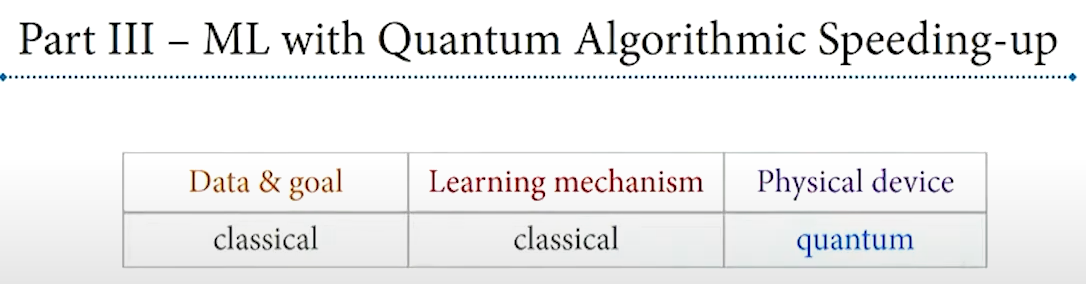 Part III – ML with Quantum Algorithmic Speeding-up
Data & goal Learning mechanism Physical device
classical classical quantum